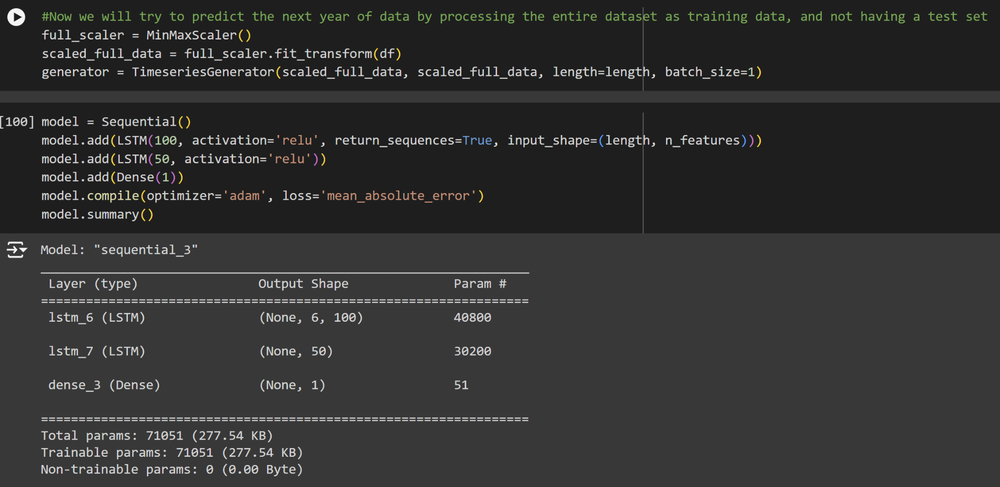 #Now we will try to predict the next year of data by processing the entire dataset as training data, and not having a test set
full_scaler = MinMaxScaler()
scaled_full_data = full_scaler.fit_transform(df)
generator = TimeseriesGenerator(scaled_full_data, scaled_full_data, length=length, batch_size=1)
[100] model = Sequential()
model.add(LSTM(100, activation='relu', return_sequences=True, input_shape=(length, n_features)))
model.add(LSTM(50, activation='relu'))
model.add(Dense(1))
model.compile(optimizer='adam', loss='mean_absolute_error')
model.summary()
Model: "sequential_3"
_________________________________________________________________
Layer (type) Output Shape Param #
=================================================================
lstm_6 (LSTM) (None, 6, 100) 40800
lstm_7 (LSTM) (None, 50) 30200
dense_3 (Dense) (None, 1) 51
=================================================================
Total params: 71051 (277.54 KB)
Trainable params: 71051 (277.54 KB)
Non-trainable params: 0 (0.00 Byte)